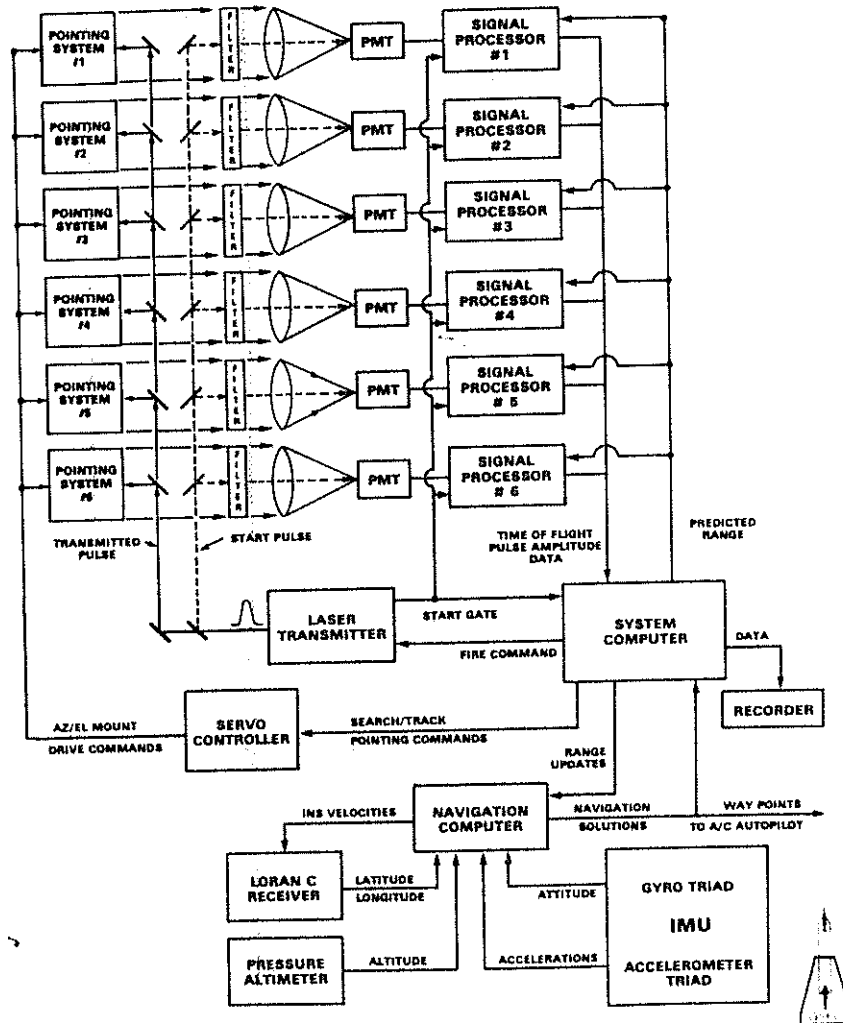 POINTING
SYSTEM
#1
FILTER
PMT
SIGNAL
PROCESSOR
#1
POINTING
SYSTEM
#2
FILTER
PMT
SIGNAL
PROCESSOR
#2
POINTING
SYSTEM
#3
FILTER
PMT
SIGNAL
PROCESSOR
#3
POINTING
SYSTEM
#4
FILTER
PMT
SIGNAL
PROCESSOR
#4
POINTING
SYSTEM
#5
FILTER
PMT
SIGNAL
PROCESSOR
# 5
POINTING
SYSTEM
#6
FILTER
PMT
SIGNAL
PROCESSOR
# 6
TRANSMITTED
PULSE
START PULSE
TIME OF FLIGHT
PULSE AMPLITUDE
DATA
PREDICTED
RANGE
LASER
TRANSMITTER
START GATE
FIRE COMMAND
SYSTEM
COMPUTER
DATA
RECORDER
AZ/EL MOUNT
DRIVE COMMANDS
SERVO
CONTROLLER
SEARCH/TRACK
POINTING COMMANDS
RANGE
UPDATES
INS VELOCITIES
NAVIGATION
COMPUTER
NAVIGATION
SOLUTIONS
WAY POINTS
TO A/C AUTOPILOT
LORAN C
RECEIVER
LATITUDE
LONGITUDE
ATTITUDE
GYRO TRIAD
IMU
ACCELEROMETER
TRIAD
PRESSURE
ALTIMETER
ALTITUDE
ACCELERATIONS